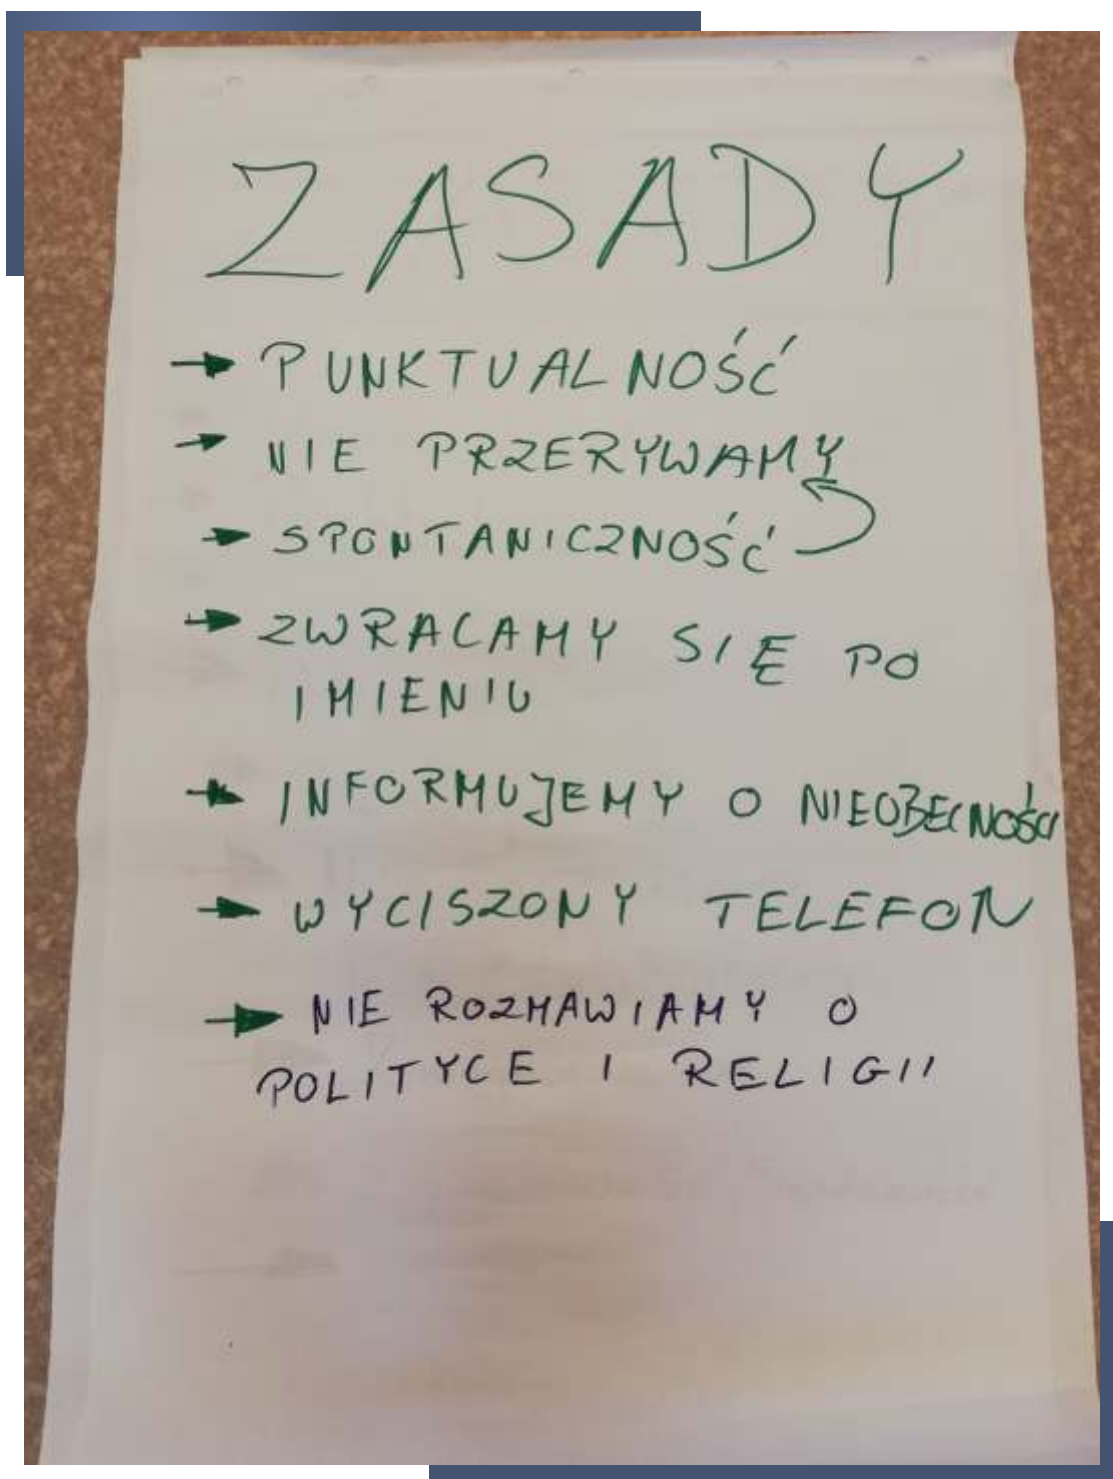 ZASADY
→ PUNKTUALNOŚĆ
→ NIE PRZERYWAMY
→ SPONTANICZNOŚĆ
→ ZWRACAMY SIĘ PO
IMIENIU
→ INFORMUJEMY O NIEOBECNOŚCI
→ WYCISZONY TELEFON
→ NIE ROZMAWIAMY O
POLITYCE I RELIGII